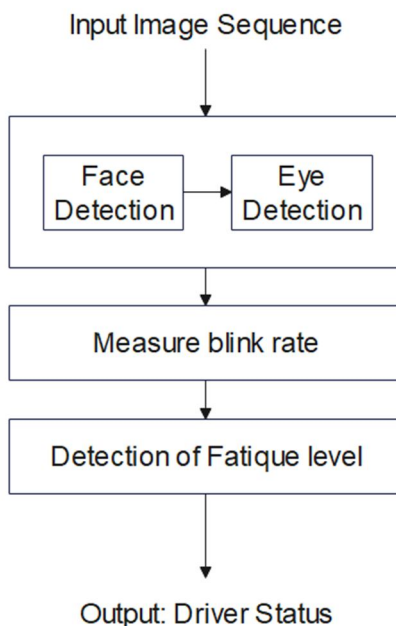 Input Image Sequence
Face
Detection
Eye
Detection
Measure blink rate
Detection of Fatique level
Output: Driver Status